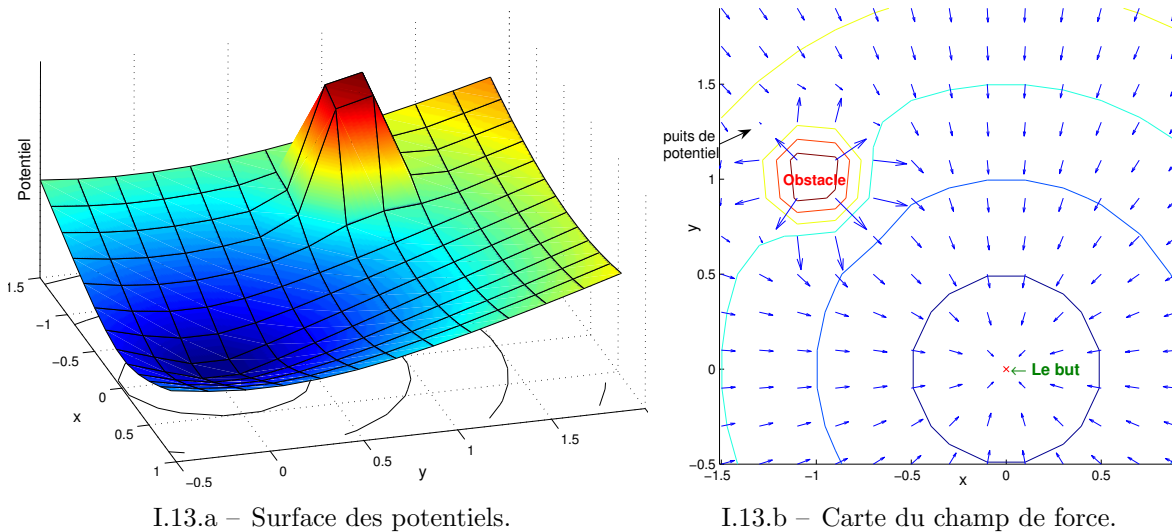 Potentiel
1.5
−1
−0.5
0
0.5
1
x
−0.5
0
0.5
1
1.5
y
I.13.a – Surface des potentiels.
1.5
1
0.5
0
−0.5
y
puits de
potentiel
Obstacle
← Le but
−1
−0.5
0
0.5
x
I.13.b – Carte du champ de force.